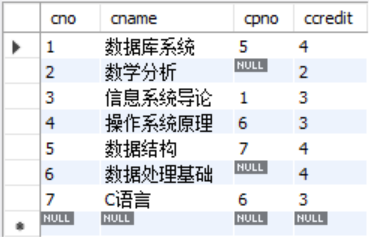 cno cname cpno ccredit
1 数据库系统 5 4
2 数学分析 NULL 2
3 信息系统导论 1 3
4 操作系统原理 6 3
5 数据结构 7 4
6 数据处理基础 NULL 4
7 C语言 6 3
NULL NULL NULL NULL